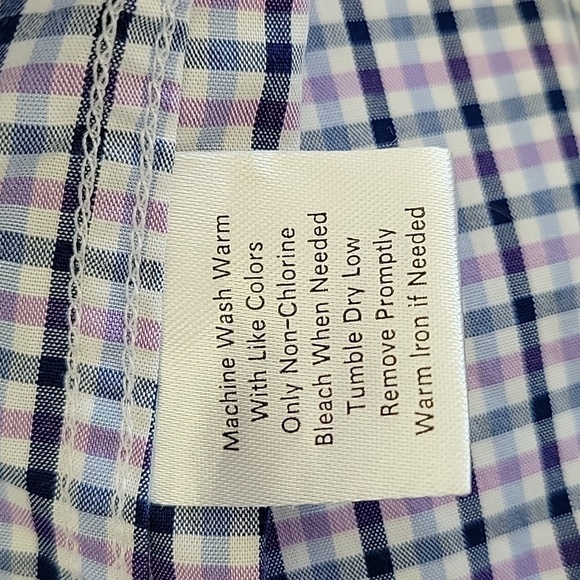 Machine Wash Warm
With Like Colors
Only Non-Chlorine
Bleach When Needed
Tumble Dry Low
Remove Promptly
Warm Iron if Needed